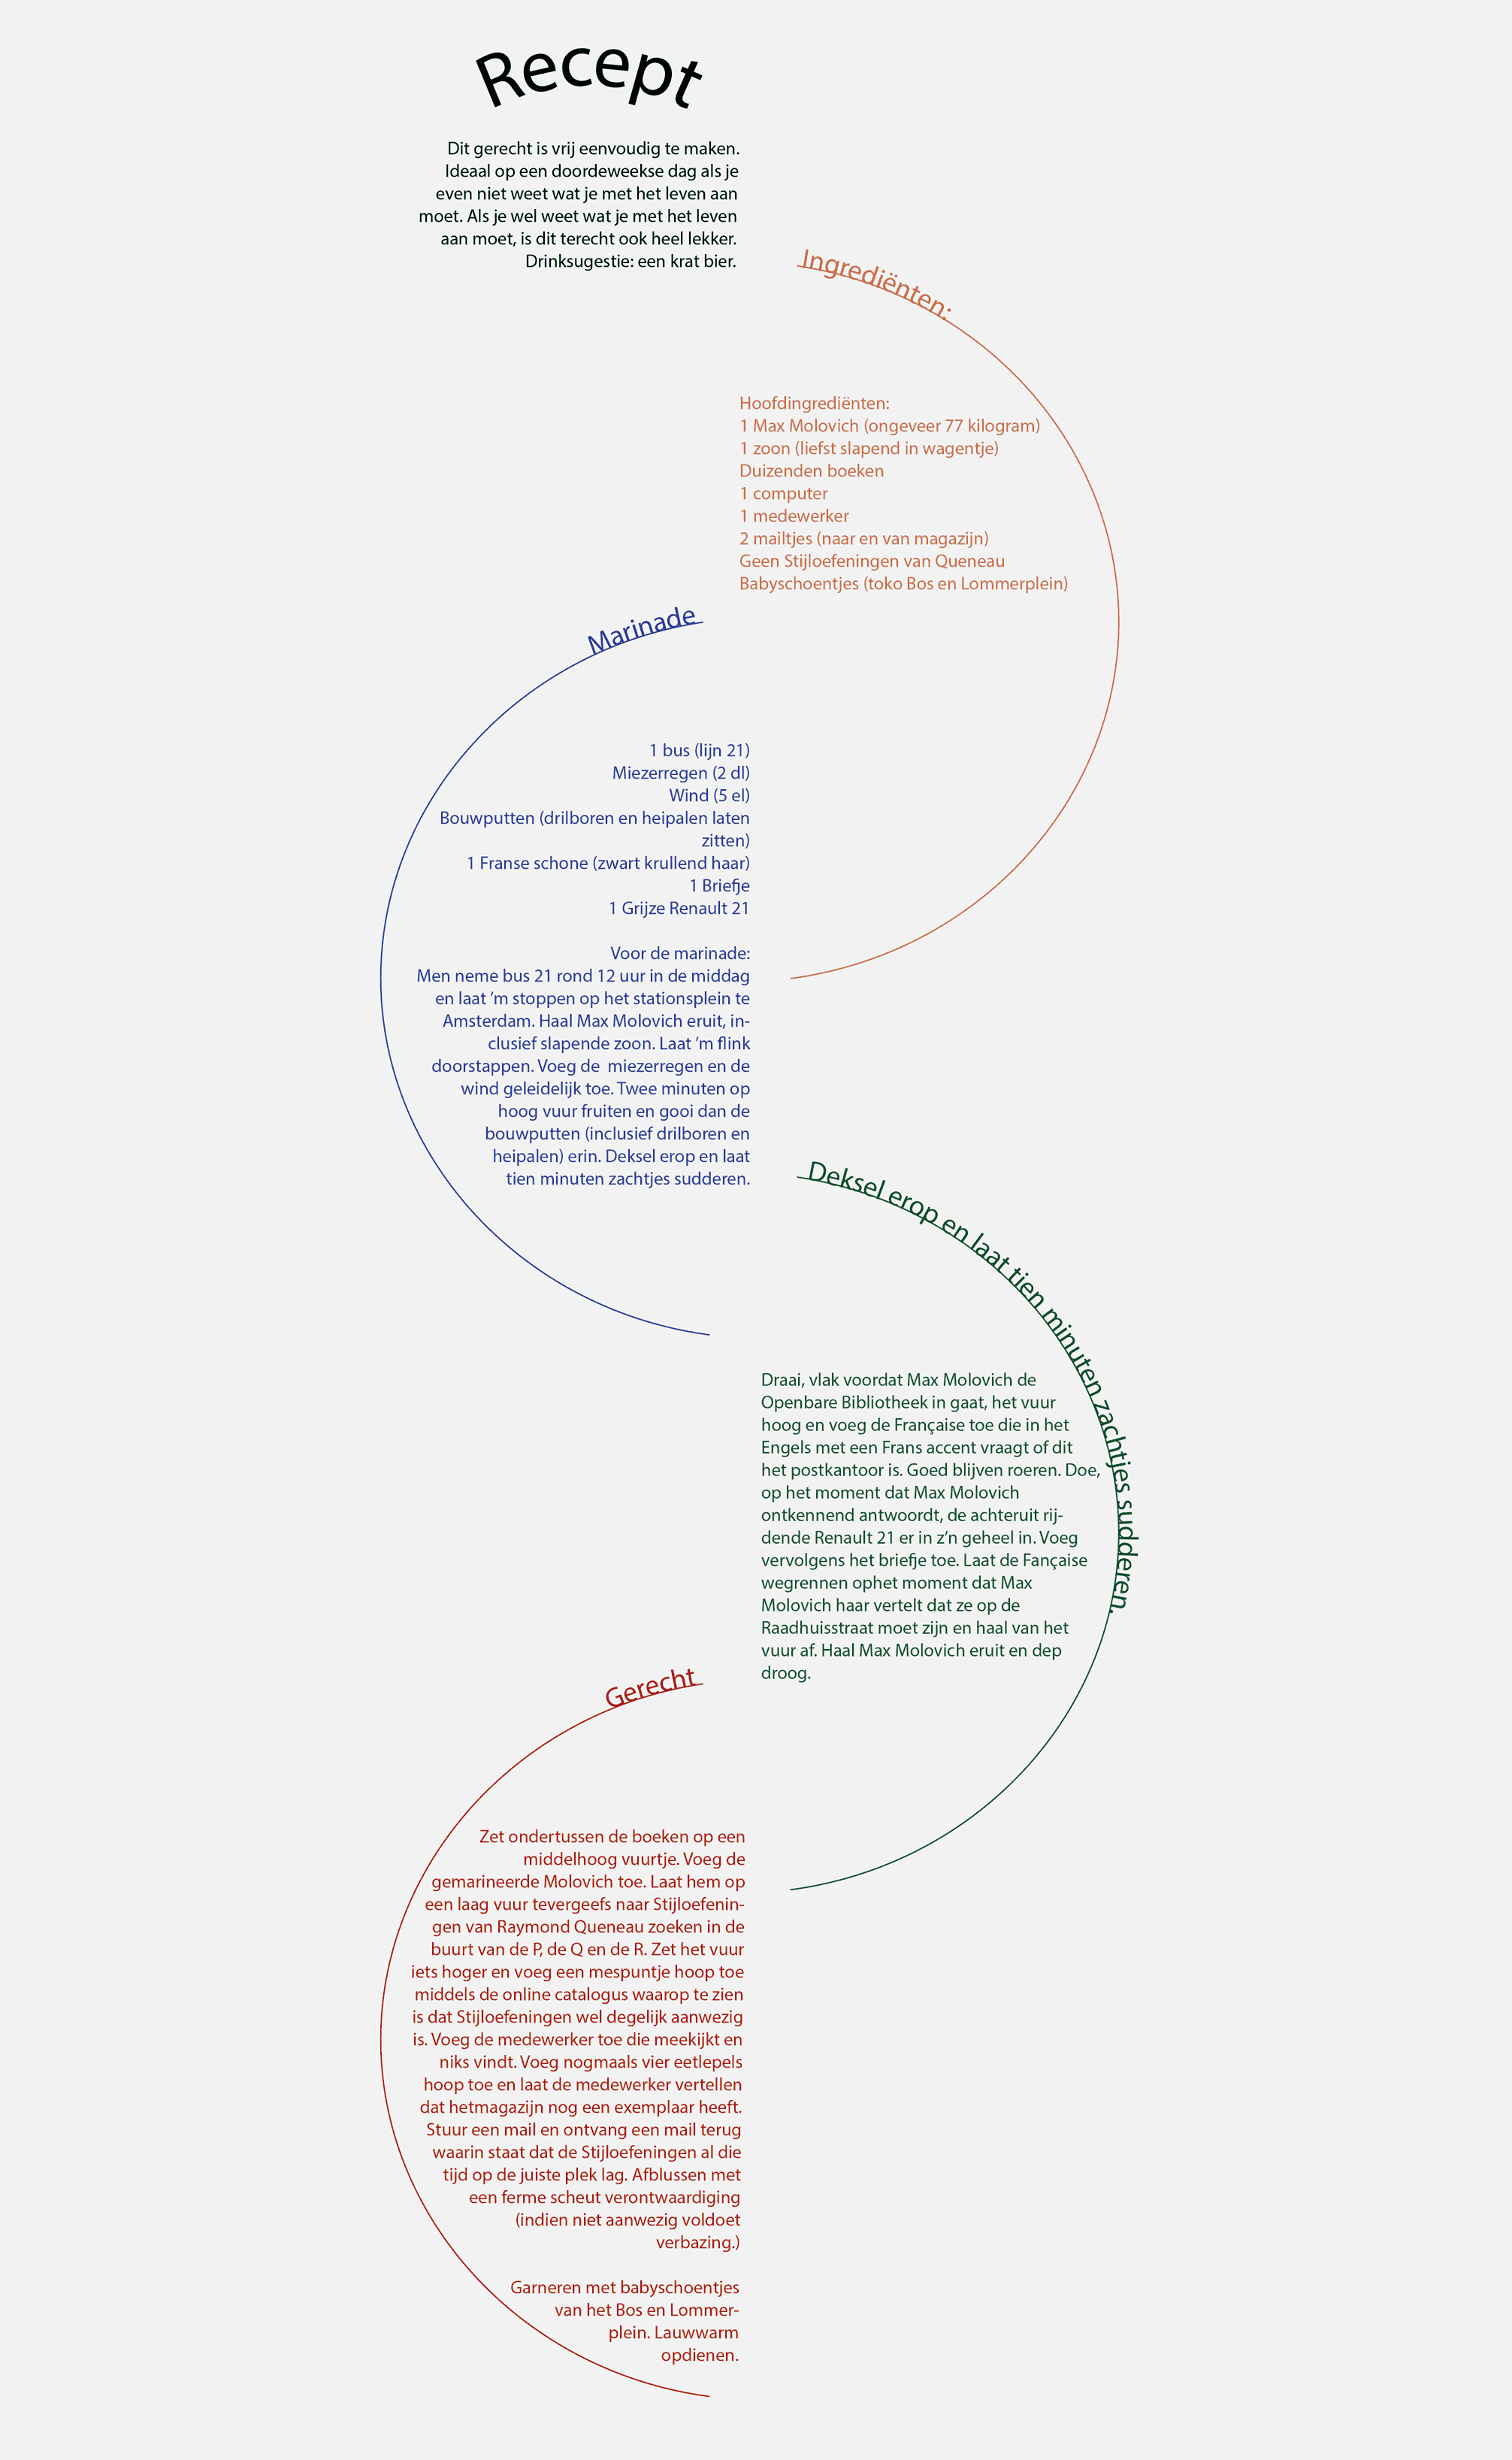 Recept
Dit gerecht is vrij eenvoudig te maken.
Ideaal op een doordeweekse dag als je
even niet weet wat je met het leven aan
moet. Als je wel weet wat je met het leven
aan moet, is dit terecht ook heel lekker.
Drinksugestie: een krat bier.
Ingrediënten:
Hoofdingrediënten:
1 Max Molovich (ongeveer 77 kilogram)
1 zoon (liefst slapend in wagentje)
Duizenden boeken
1 computer
1 medewerker
2 mailtjes (naar en van magazijn)
Geen Stijloefeningen van Queneau
Babyschoentjes (toko Bos en Lommerplein)
Marinade
1 bus (lijn 21)
Miezerregen (2 dl)
Wind (5 el)
Bouwputten (drilboren en heipalen laten
zitten)
1 Franse schone (zwart krullend haar)
1 Briefje
1 Grijze Renault 21
Voor de marinade:
Men neme bus 21 rond 12 uur in de middag
en laat ’m stoppen op het stationsplein te
Amsterdam. Haal Max Molovich eruit, in-
clusief slapende zoon. Laat ’m flink
doorstappen. Voeg de  miezerregen en de
wind geleidelijk toe. Twee minuten op
hoog vuur fruiten en gooi dan de
bouwputten (inclusief drilboren en
heipalen) erin. Deksel erop en laat
tien minuten zachtjes sudderen.
Deksel erop en laat tien minuten zachtjes sudderen.
Draai, vlak voordat Max Molovich de
Openbare Bibliotheek in gaat, het vuur
hoog en voeg de Française toe die in het
Engels met een Frans accent vraagt of dit
het postkantoor is. Goed blijven roeren. Doe,
op het moment dat Max Molovich
ontkennend antwoordt, de achteruit rij-
dende Renault 21 er in z’n geheel in. Voeg
vervolgens het briefje toe. Laat de Fançaise
wegrennen ophet moment dat Max
Molovich haar vertelt dat ze op de
Raadhuisstraat moet zijn en haal van het
vuur af. Haal Max Molovich eruit en dep
droog.
Gerecht
Zet ondertussen de boeken op een
middelhoog vuurtje. Voeg de
gemarineerde Molovich toe. Laat hem op
een laag vuur tevergeefs naar Stijloefenin-
gen van Raymond Queneau zoeken in de
buurt van de P, de Q en de R. Zet het vuur
iets hoger en voeg een mespuntje hoop toe
middels de online catalogus waarop te zien
is dat Stijloefeningen wel degelijk aanwezig
is. Voeg de medewerker toe die meekijkt en
niks vindt. Voeg nogmaals vier eetlepels
hoop toe en laat de medewerker vertellen
dat hetmagazijn nog een exemplaar heeft.
Stuur een mail en ontvang een mail terug
waarin staat dat de Stijloefeningen al die
tijd op de juiste plek lag. Afblussen met
een ferme scheut verontwaardiging
(indien niet aanwezig voldoet
verbazing.)
Garneren met babyschoentjes
van het Bos en Lommer-
plein. Lauwwarm
opdienen.